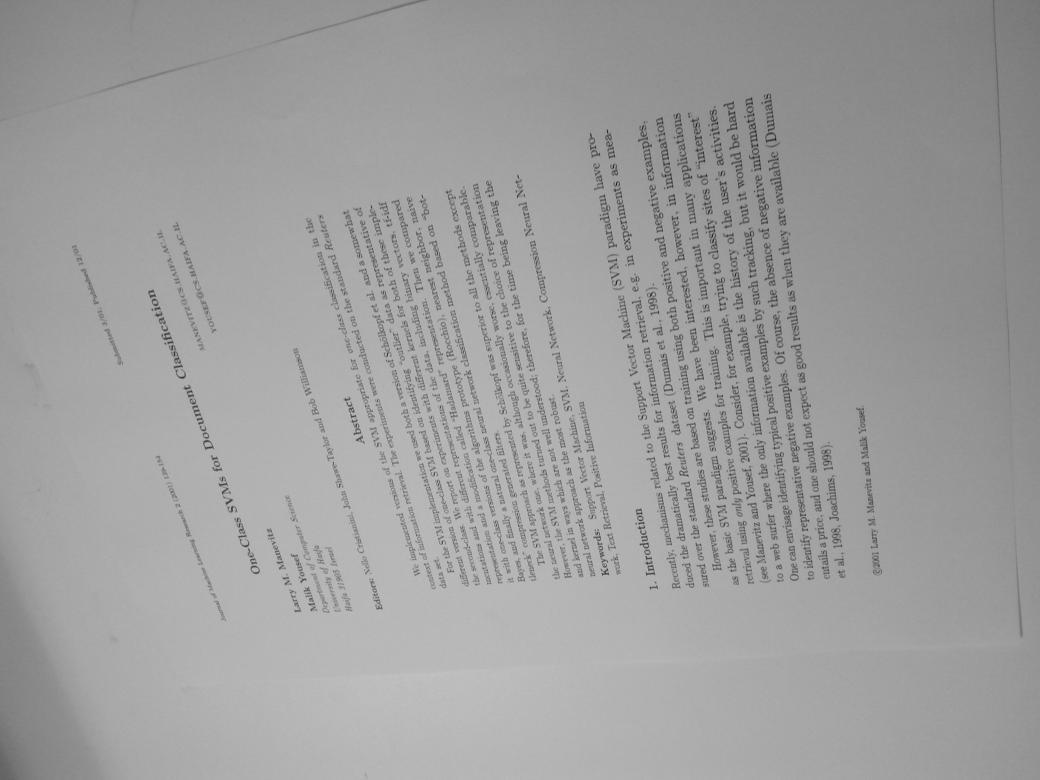 Journal of Machine Learning Research 2 (2001) 139-154 Submitted 3/01; Published 12/01
One-Class SVMs for Document Classification
Larry M. Manevitz MANEVITZ@CS.HAIFA.AC.IL
Malik Yousef YOUSEF@CS.HAIFA.AC.IL
Department of Computer Science
University of Haifa
Haifa 31905 Israel
Editors: Nello Cristianini, John Shawe-Taylor and Bob Williamson
Abstract
We implemented versions of the SVM appropriate for one-class classification in the
context of information retrieval. The experiments were conducted on the standard Reuters
data set. For the SVM implementation we used both a version of Schölkopf et al. and a somewhat
different version of one-class SVM based on identifying "outlier" data as representative of
the second-class. We report on experiments with different kernels for both of these imple-
mentations and with different representations of the data, including binary vectors, tf-idf
representation and a modification called "Hadamard" representation. Then we compared
it with one-class versions of the algorithms prototype (Rocchio), nearest neighbor, naive
Bayes, and finally a natural one-class neural network classification method based on "bot-
tleneck" compression generated filters.
The SVM approach as represented by Schölkopf was superior to all the methods except
the neural network one, where it was, although occasionally worse, essentially comparable.
However, the SVM methods turned out to be quite sensitive to the choice of representation
and kernel in ways which are not well understood; therefore, for the time being leaving the
neural network approach as the most robust.
Keywords: Support Vector Machine, SVM, Neural Network, Compression Neural Net-
work, Text Retrieval, Positive Information
1. Introduction
Recently, mechanisms related to the Support Vector Machine (SVM) paradigm have pro-
duced the dramatically best results for information retrieval, e.g. in experiments as mea-
sured over the standard Reuters dataset (Dumais et al., 1998).
However, these studies are based on training using both positive and negative examples,
as the basic SVM paradigm suggests. We have been interested, however, in information
retrieval using only positive examples for training. This is important in many applications
(see Manevitz and Yousef, 2001). Consider, for example, trying to classify sites of "interest"
to a web surfer where the only information available is the history of the user's activities.
One can envisage identifying typical positive examples by such tracking, but it would be hard
to identify representative negative examples. Of course, the absence of negative information
entails a price, and one should not expect as good results as when they are available (Dumais
et al., 1998, Joachims, 1998).
©2001 Larry M. Manevitz and Malik Yousef.